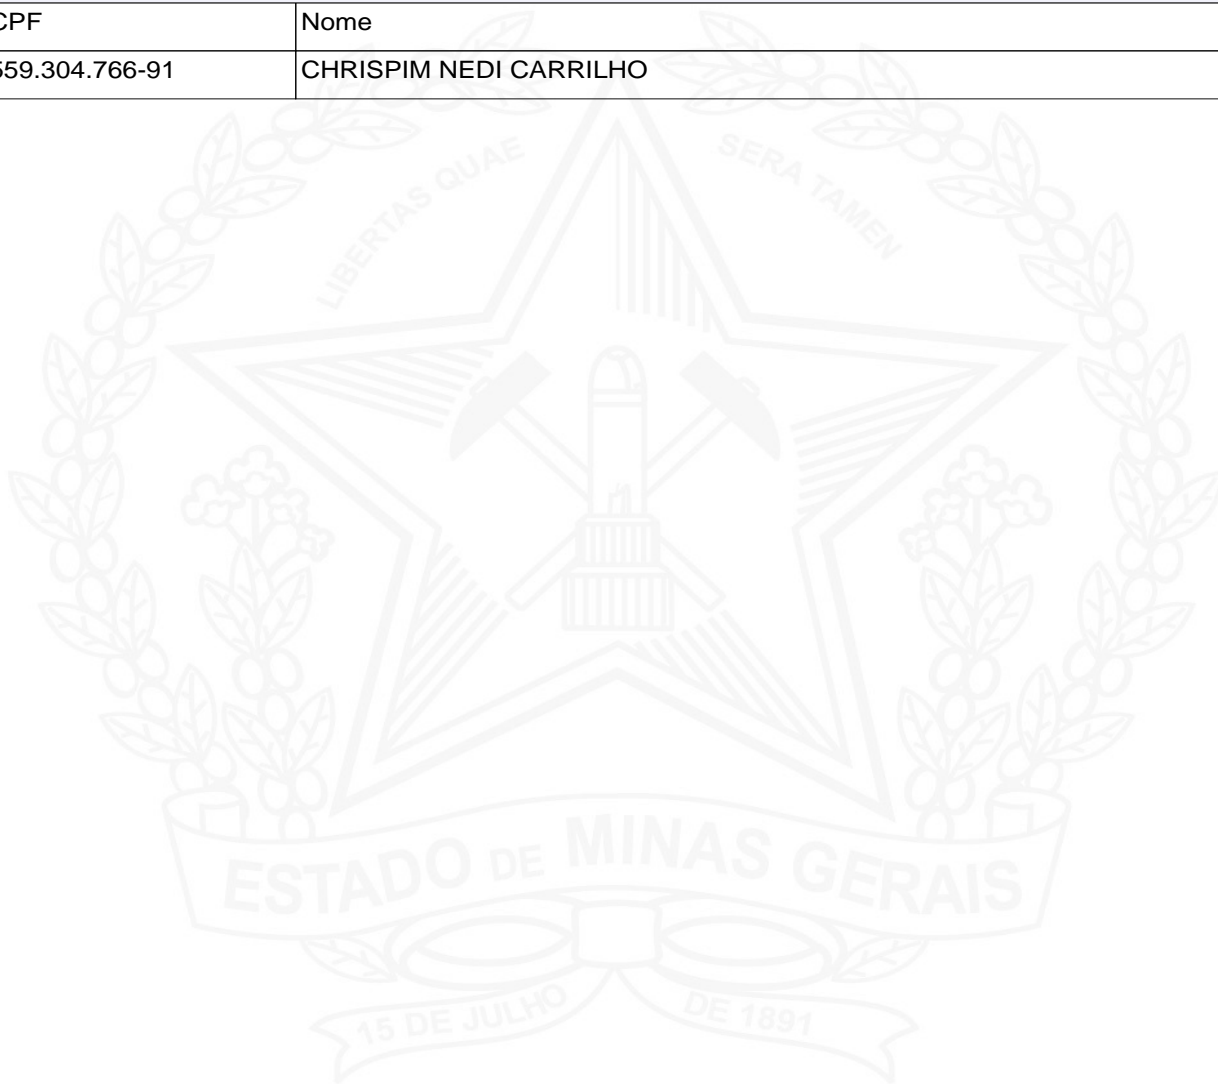 CPF Nome
559.304.766-91 CHRISPIM NEDI CARRILHO
LIBERTAS QUAE SERA TAMEN
ESTADO DE MINAS GERAIS
15 DE JULHO DE 1891